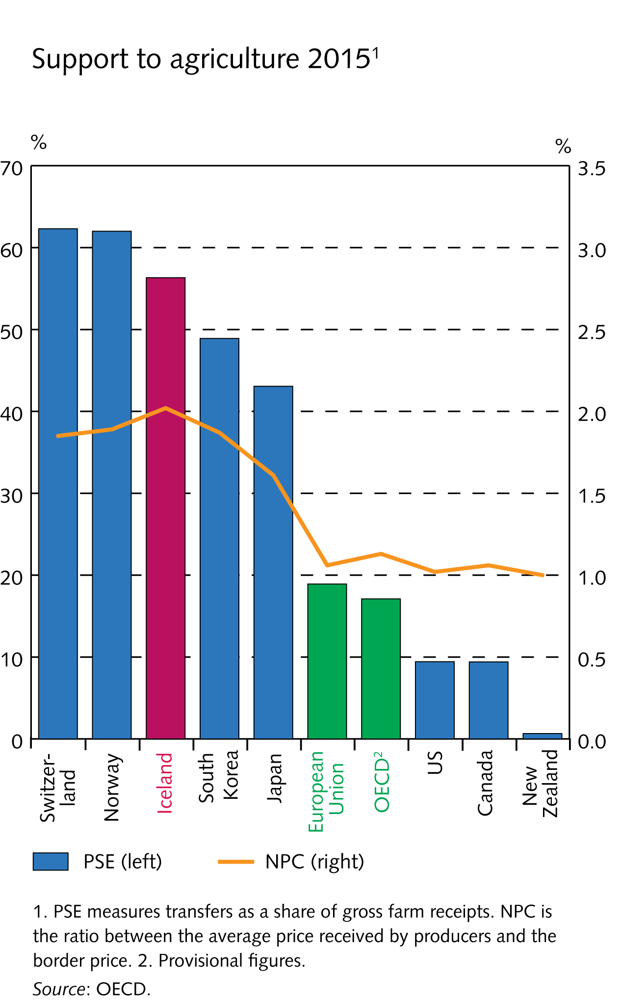 Support to agriculture 2015¹
%
%
70
3.5
60
3.0
50
2.5
40
2.0
30
1.5
20
1.0
10
0.5
0
0.0
Switzer-
land
Norway
Iceland
South
Korea
Japan
European
Union
OECD²
US
Canada
New
Zealand
PSE (left)
NPC (right)
1. PSE measures transfers as a share of gross farm receipts. NPC is
the ratio between the average price received by producers and the
border price. 2. Provisional figures.
Source: OECD.